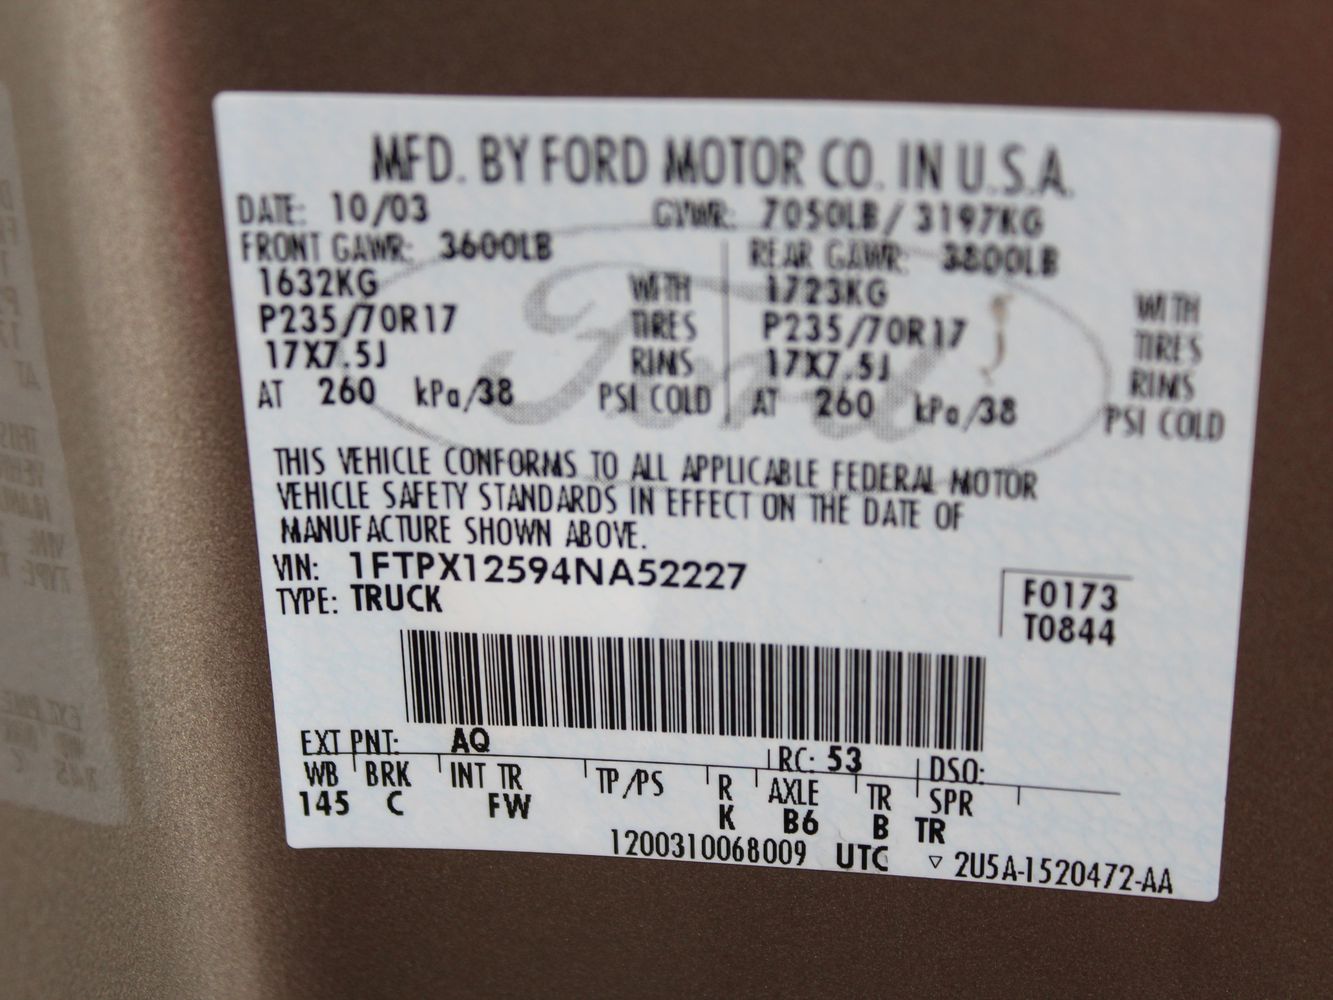 MFD. BY FORD MOTOR CO. IN U.S.A.
DATE: 10/03 GVWR: 7050LB / 3197KG
FRONT GAWR: 3600LB REAR GAWR: 3800LB
1632KG WITH 1723KG WITH
P235/70R17 TIRES P235/70R17 TIRES
17X7.5J RIMS 17X7.5J RIMS
AT 260 kPa/38 PSI COLD AT 260 kPa/38 PSI COLD
Ford
THIS VEHICLE CONFORMS TO ALL APPLICABLE FEDERAL MOTOR
VEHICLE SAFETY STANDARDS IN EFFECT ON THE DATE OF
MANUFACTURE SHOWN ABOVE.
VIN: 1FTPX12594NA52227
F0173
TYPE: TRUCK
T0844
EXT PNT: AQ RC: 53 DSO:
WB BRK INT TR TP/PS R AXLE TR SPR
145 C FW K B6 B TR
1200310068009 UTC ▽ 2U5A-1520472-AA